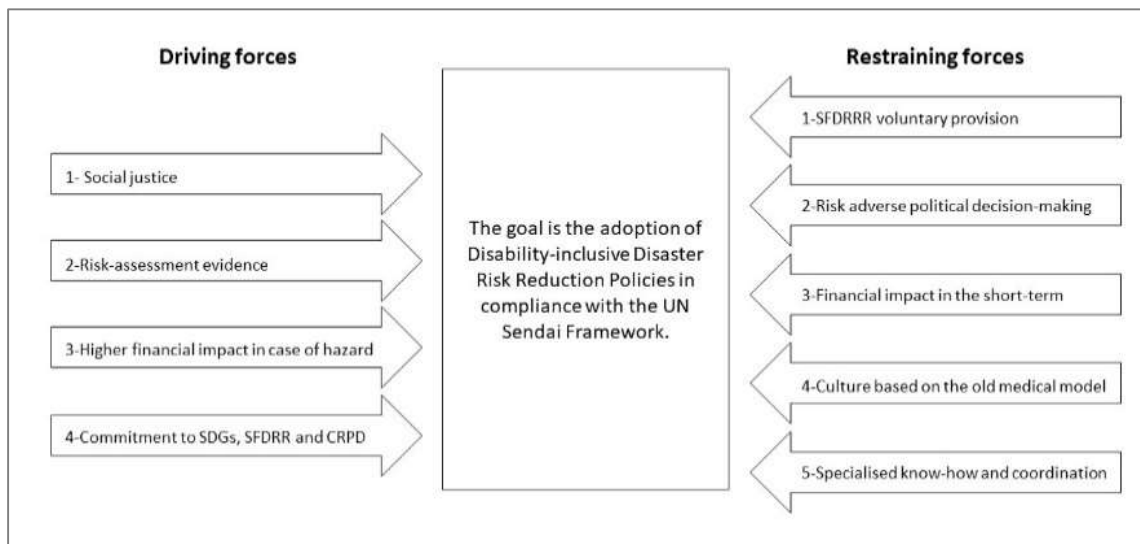 Driving forces
1- Social justice
2-Risk-assessment evidence
3-Higher financial impact in case of hazard
4-Commitment to SDGs, SFDRR and CRPD
The goal is the adoption of
Disability-inclusive Disaster
Risk Reduction Policies in
compliance with the UN
Sendai Framework.
Restraining forces
1-SFDRRR voluntary provision
2-Risk adverse political decision-making
3-Financial impact in the short-term
4-Culture based on the old medical model
5-Specialised know-how and coordination